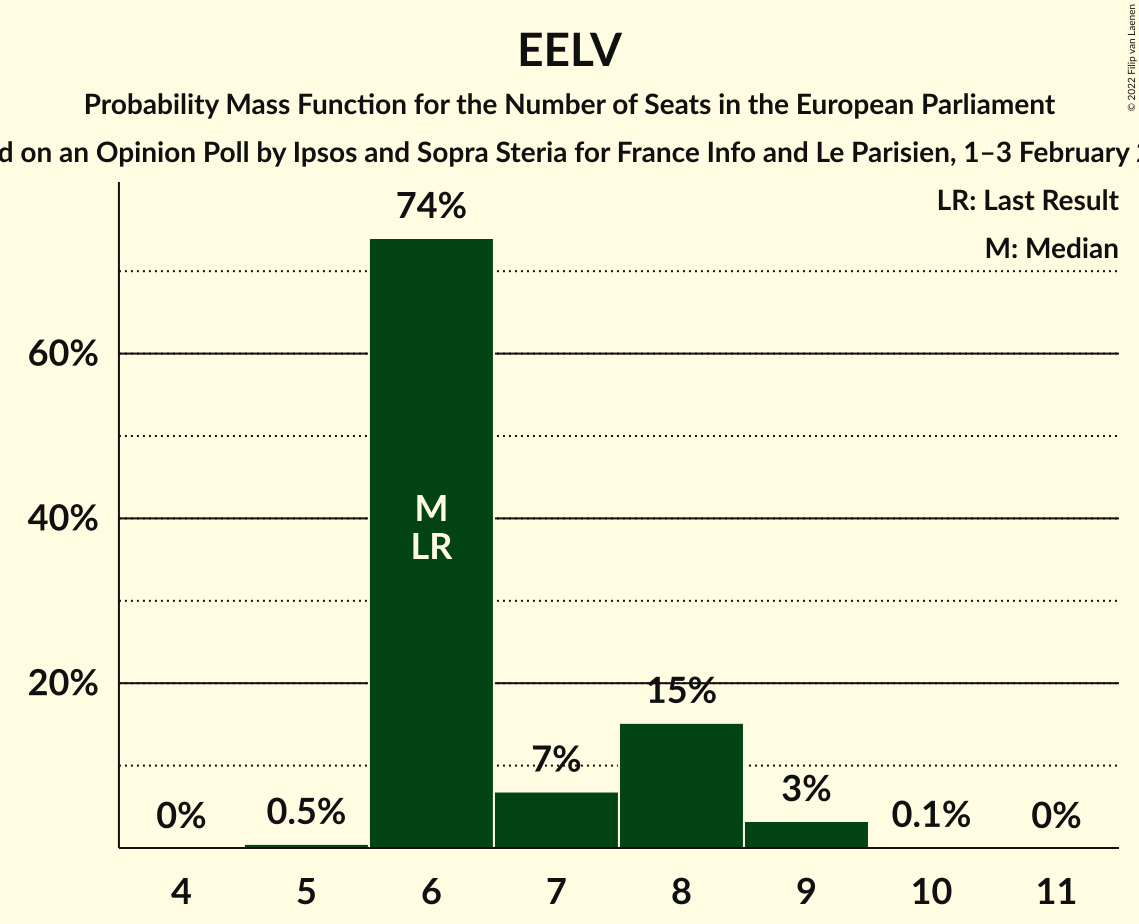 EELV
Probability Mass Function for the Number of Seats in the European Parliament
on an Opinion Poll by Ipsos and Sopra Steria for France Info and Le Parisien, 1–3 February
© 2022 Filip van Laenen
LR: Last Result
M: Median
74%
60%
M
40%
LR
20%
15%
7%
3%
0%
0.5%
0.1%
0%
4 5 6 7 8 9 10 11